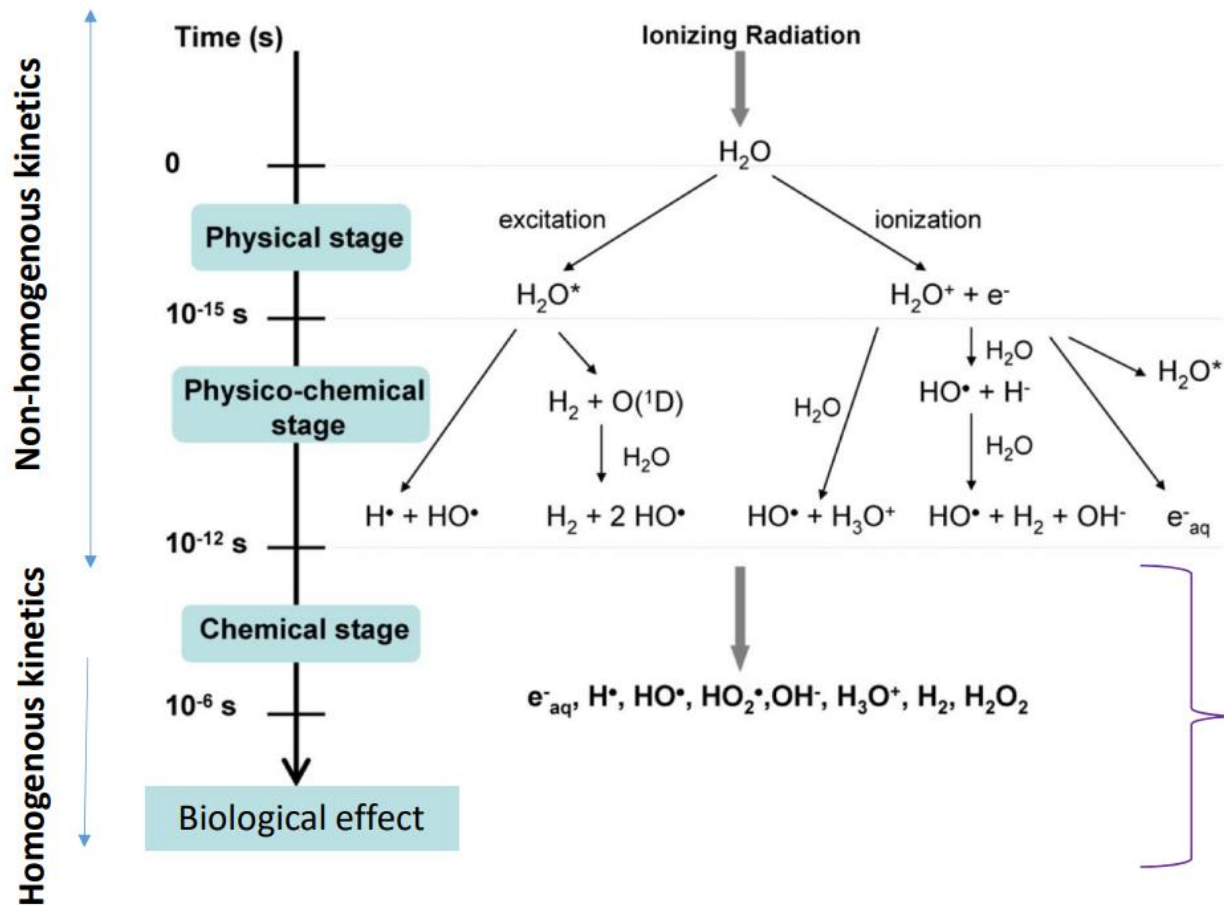 Non-homogenous kinetics
Homogenous kinetics
Time (s)
Ionizing Radiation
0
H₂O
excitation
ionization
Physical stage
10⁻¹⁵ s
H₂O*
H₂O⁺ + e⁻
Physico-chemical
stage
H₂ + O(¹D)
H₂O
H₂O
H₂O
HO• + H⁻
H₂O
H₂O*
H• + HO•
H₂ + 2 HO•
HO• + H₃O⁺
HO• + H₂ + OH⁻
e⁻aq
10⁻¹² s
Chemical stage
10⁻⁶ s
e⁻aq, H•, HO•, HO₂•,OH⁻, H₃O⁺, H₂, H₂O₂
Biological effect